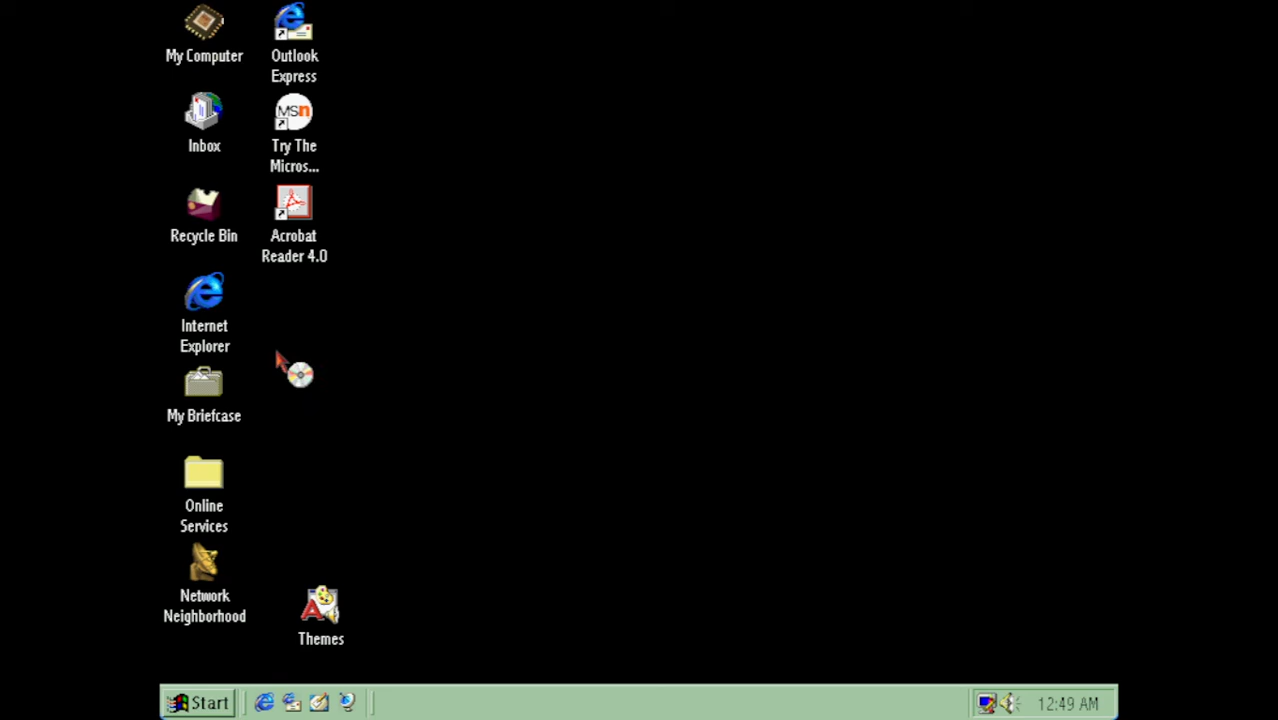 My Computer
Outlook
Express
Inbox
MSn
Try The
Micros...
Recycle Bin
Acrobat
Reader 4.0
Internet
Explorer
My Briefcase
Online
Services
Network
Neighborhood
Themes
Start
12:49 AM